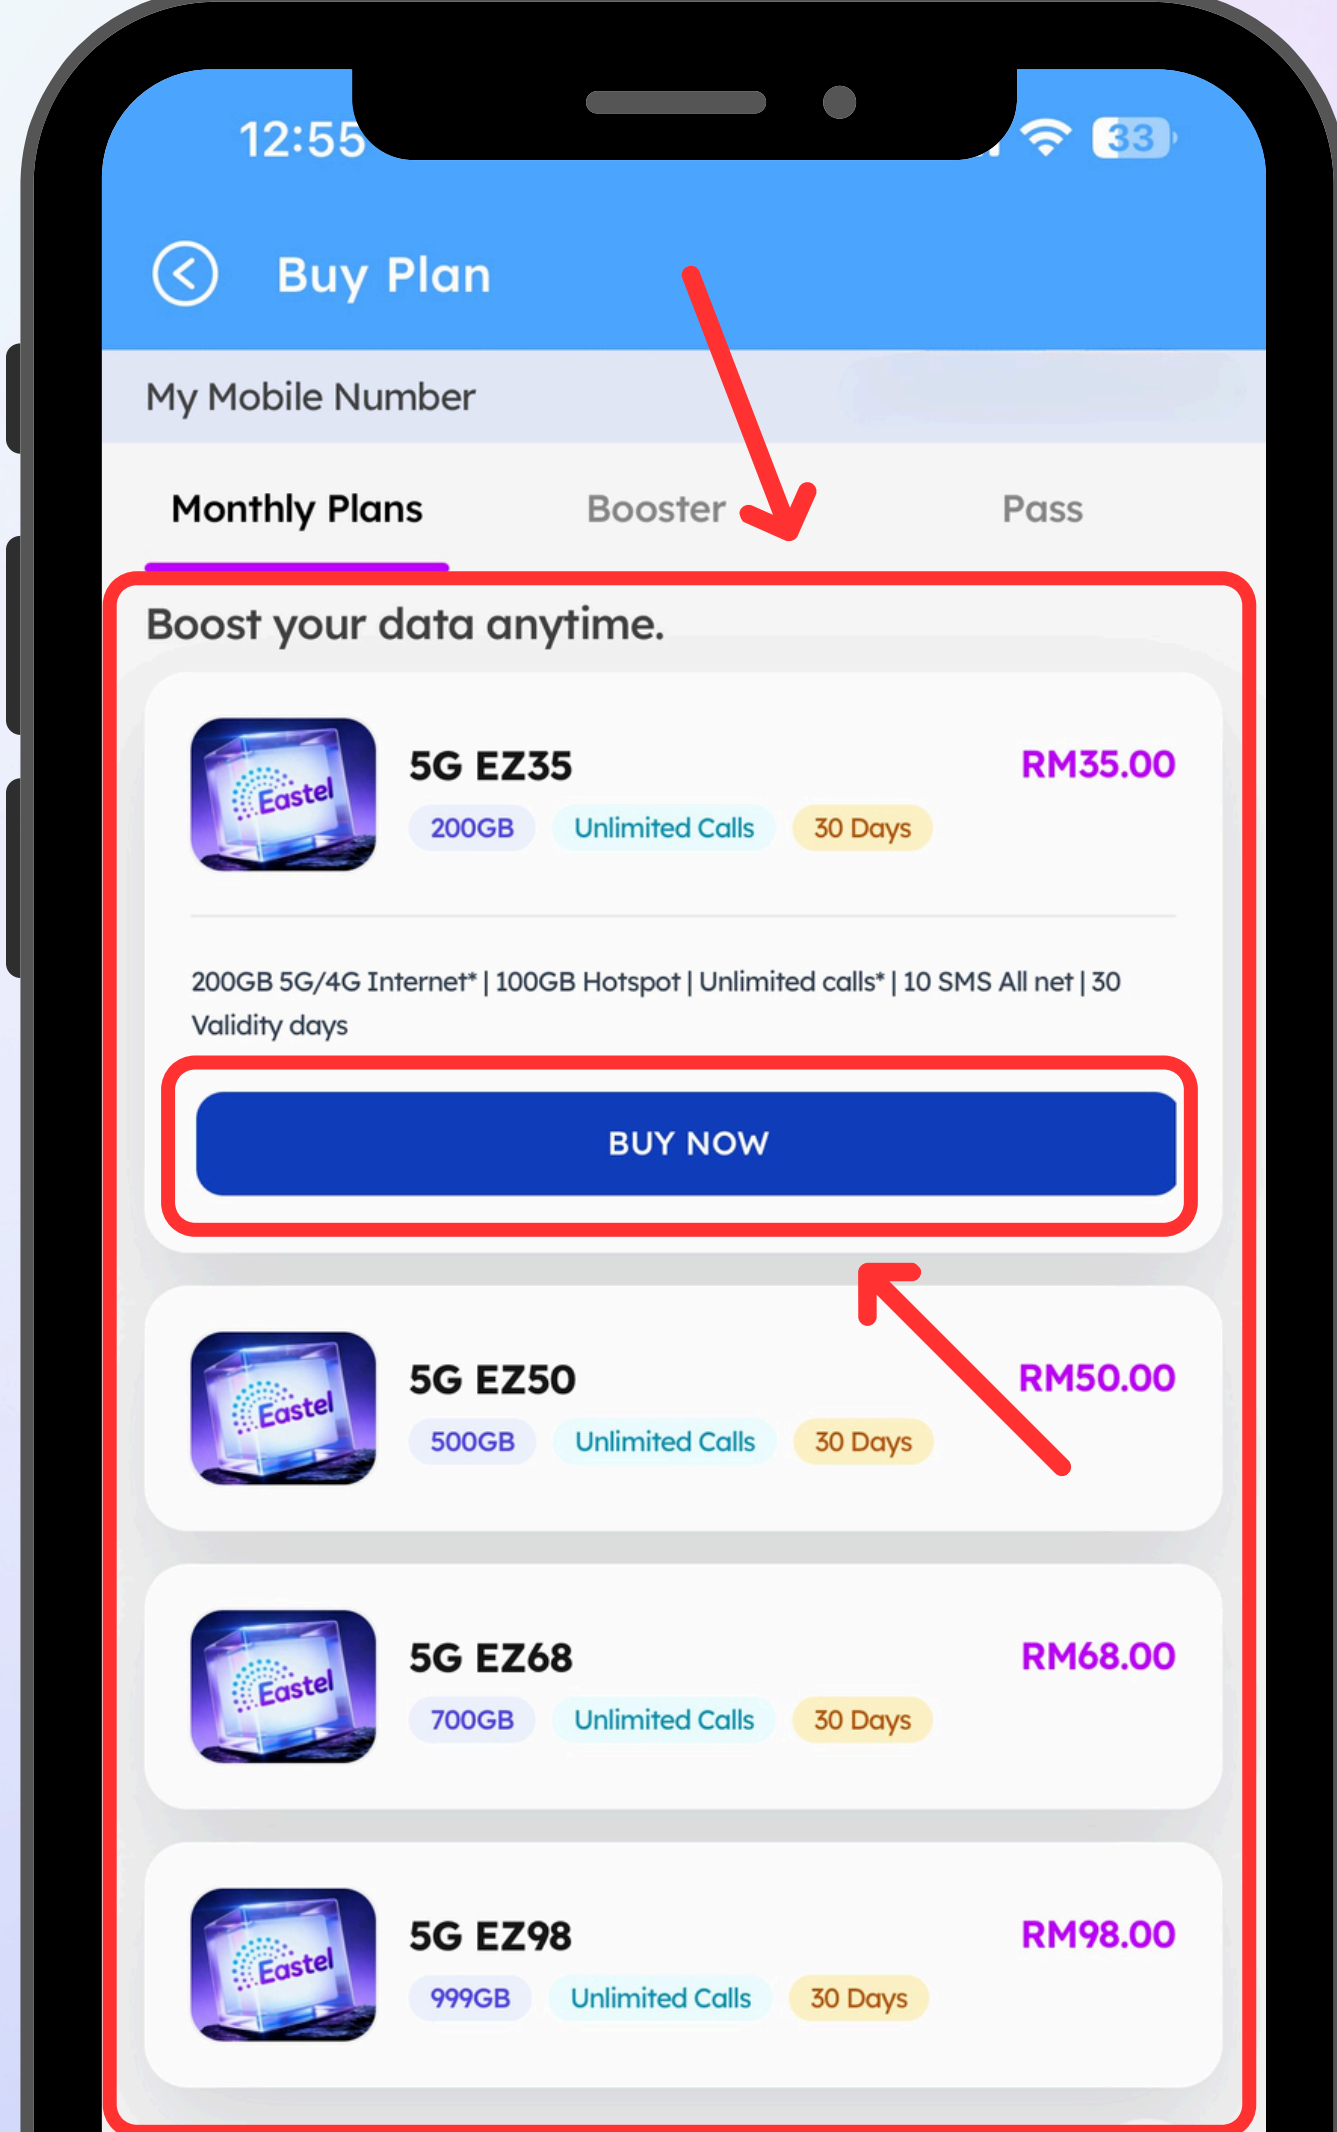 12:55
33
Buy Plan
My Mobile Number
Monthly Plans
Booster
Pass
Boost your data anytime.
Eastel
5G EZ35
RM35.00
200GB
Unlimited Calls
30 Days
200GB 5G/4G Internet* | 100GB Hotspot | Unlimited calls* | 10 SMS All net | 30
Validity days
BUY NOW
Eastel
5G EZ50
RM50.00
500GB
Unlimited Calls
30 Days
Eastel
5G EZ68
RM68.00
700GB
Unlimited Calls
30 Days
Eastel
5G EZ98
RM98.00
999GB
Unlimited Calls
30 Days